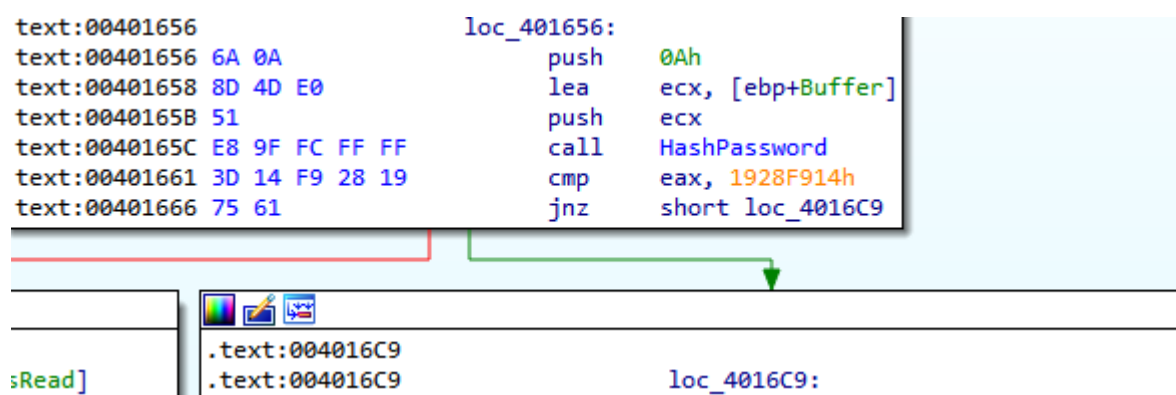 text:00401656 loc_401656:
text:00401656 6A 0A push 0Ah
text:00401658 8D 4D E0 lea ecx, [ebp+Buffer]
text:0040165B 51 push ecx
text:0040165C E8 9F FC FF FF call HashPassword
text:00401661 3D 14 F9 28 19 cmp eax, 1928F914h
text:00401666 75 61 jnz short loc_4016C9
.text:004016C9
sRead] .text:004016C9 loc_4016C9: